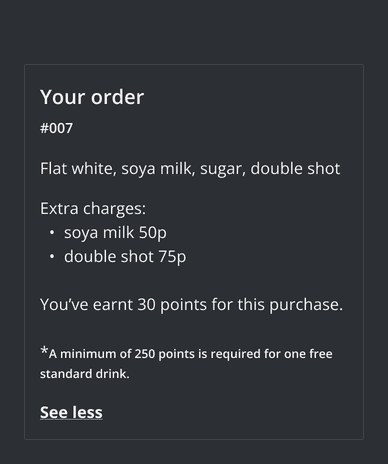 Your order
#007
Flat white, soya milk, sugar, double shot
Extra charges:
• soya milk 50p
• double shot 75p
You’ve earnt 30 points for this purchase.
*A minimum of 250 points is required for one free
standard drink.
See less